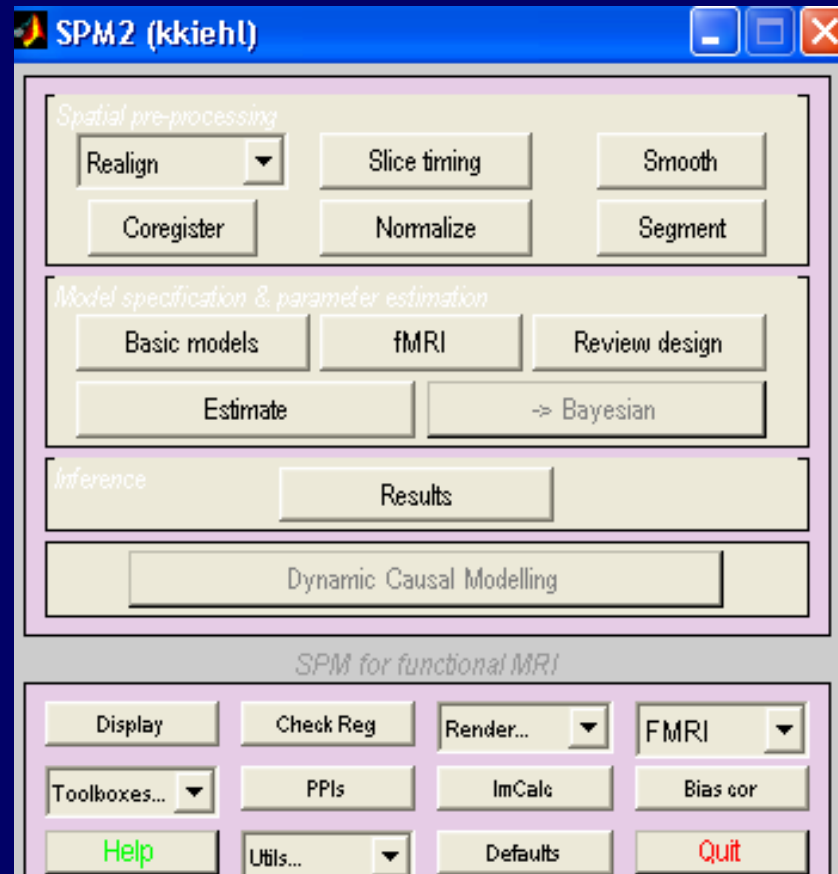 SPM2 (kkiehl)
Spatial pre-processing
Realign Slice timing Smooth
Coregister Normalize Segment
Model specification & parameter estimation
Basic models fMRI Review design
Estimate -> Bayesian
Inference
Results
Dynamic Causal Modelling
SPM for functional MRI
Display Check Reg Render... FMRI
Toolboxes... PPIs ImCalc Bias cor
Help Utils... Defaults Quit